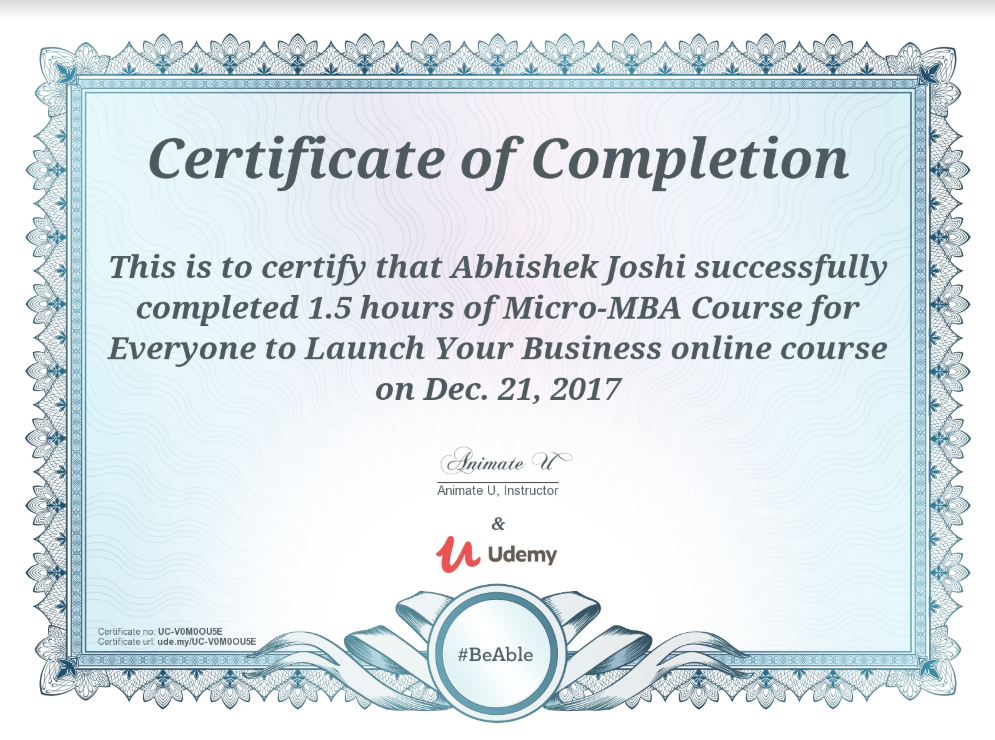 Certificate of Completion
This is to certify that Abhishek Joshi successfully
completed 1.5 hours of Micro-MBA Course for
Everyone to Launch Your Business online course
on Dec. 21, 2017
Animate U
Animate U, Instructor
&
Udemy
#BeAble
Certificate no: UC-V0M0OU5E
Certificate url: ude.my/UC-V0M0OU5E